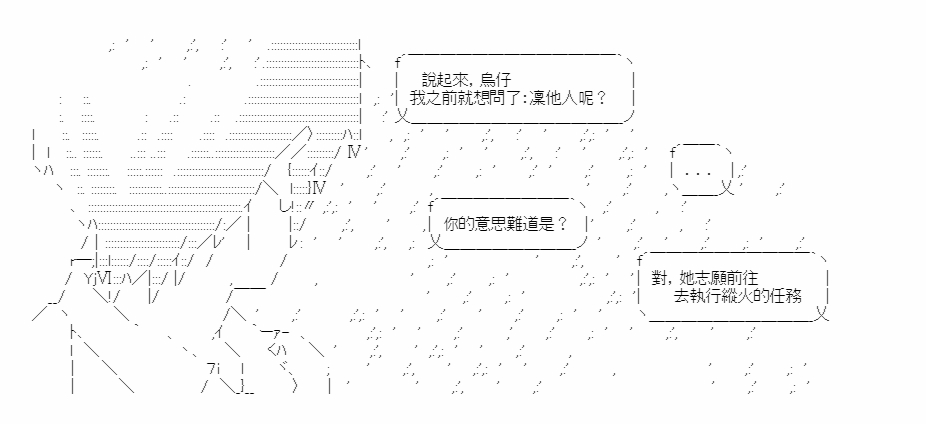 說起來，烏仔
我之前就想問了：凜他人呢？
...
你的意思難道是？
對，她志願前往
去執行縱火的任務